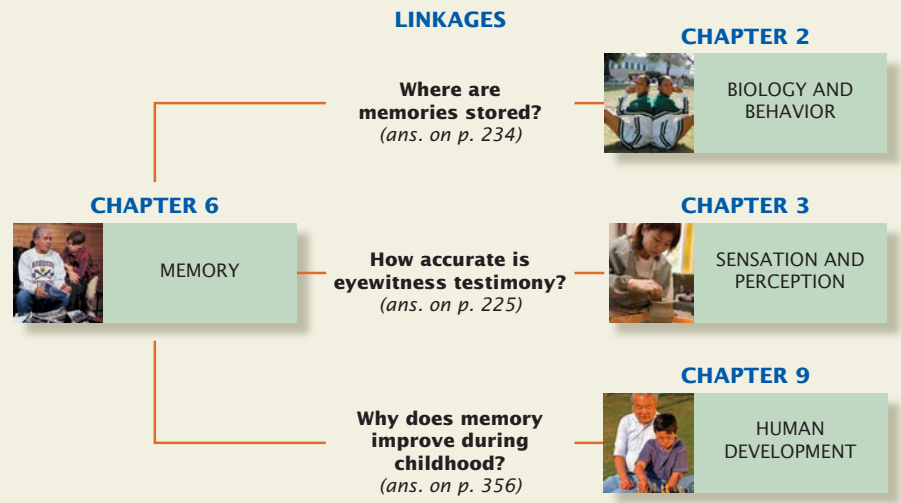 LINKAGES
CHAPTER 2
Where are
memories stored?
(ans. on p. 234)
BIOLOGY AND
BEHAVIOR
CHAPTER 6
MEMORY
CHAPTER 3
How accurate is
eyewitness testimony?
(ans. on p. 225)
SENSATION AND
PERCEPTION
CHAPTER 9
Why does memory
improve during
childhood?
(ans. on p. 356)
HUMAN
DEVELOPMENT